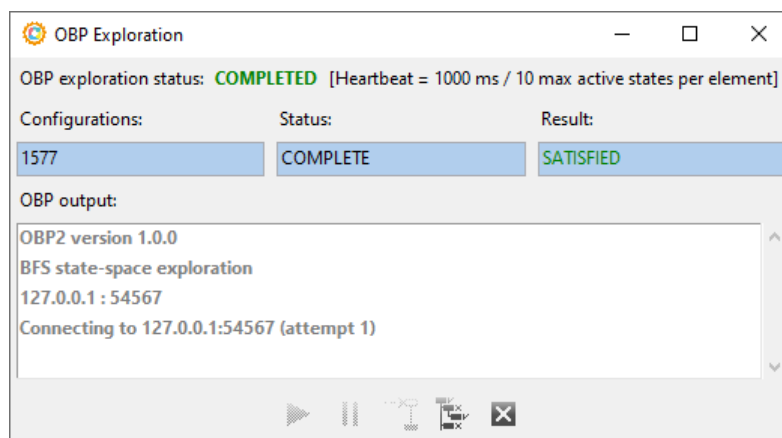 OBP Exploration
OBP exploration status: COMPLETED [Heartbeat = 1000 ms / 10 max active states per element]
Configurations: Status: Result:
1577 COMPLETE SATISFIED
OBP output:
OBP2 version 1.0.0
BFS state-space exploration
127.0.0.1 : 54567
Connecting to 127.0.0.1:54567 (attempt 1)